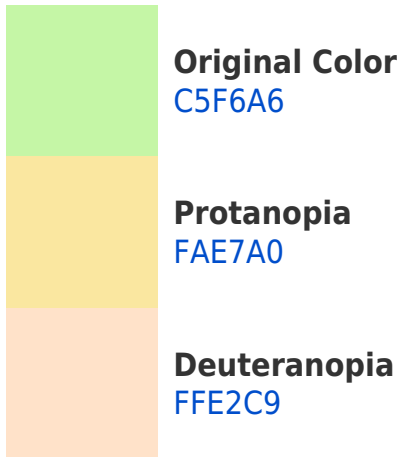 Original Color
C5F6A6
Protanopia
FAE7A0
Deuteranopia
FFE2C9